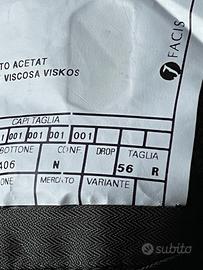 FACIS
TO ACETAT
VISCOSA VISKOS
CAPI TAGLIA
1 001 001 001 001
BOTTONE CONF. DROP TAGLIA
406 N 56 R
ONE MERCATO VARIANTE
subito